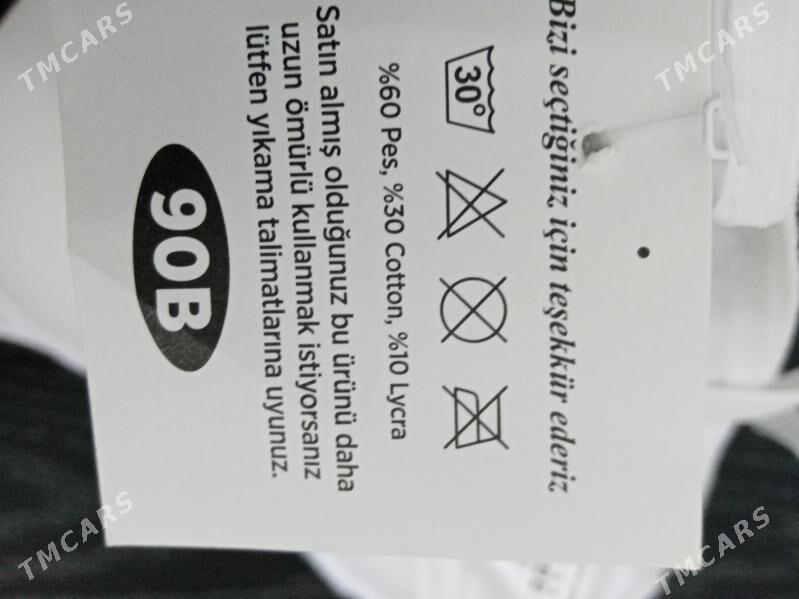 Bizi seçtiğiniz için teşekkür ederiz
30°
%60 Pes, %30 Cotton, %10 Lycra
Satın almış olduğunuz bu ürünü daha
uzun ömürlü kullanmak istiyorsanız
lütfen yıkama talimatlarına uyunuz.
90B
TMCARS
TMCARS
TMCARS
TMCARS